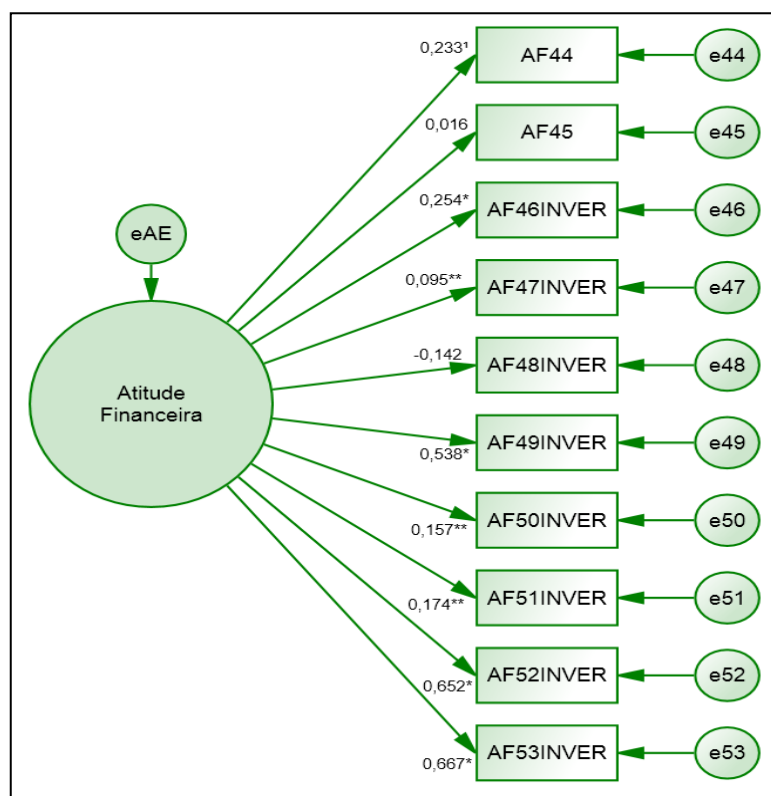 0,233¹
AF44
e44
0,016
AF45
e45
0,254*
AF46INVER
e46
eAE
0,095**
AF47INVER
e47
-0,142
AF48INVER
e48
Atitude
Financeira
0,538*
AF49INVER
e49
0,157**
AF50INVER
e50
0,174**
AF51INVER
e51
0,652*
AF52INVER
e52
0,667*
AF53INVER
e53